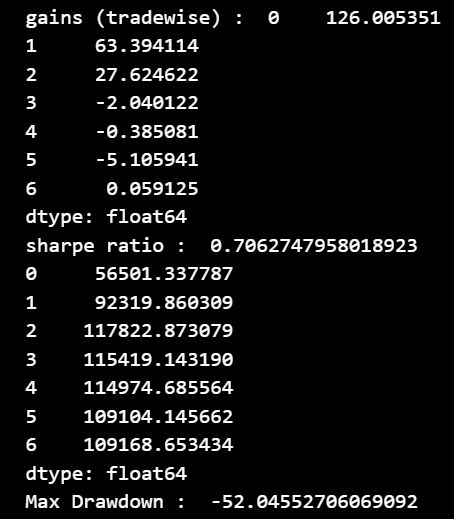 gains (tradewise) :  0    126.005351
1     63.394114
2     27.624622
3     -2.040122
4     -0.385081
5     -5.105941
6      0.059125
dtype: float64
sharpe ratio :  0.7062747958018923
0     56501.337787
1     92319.860309
2    117822.873079
3    115419.143190
4    114974.685564
5    109104.145662
6    109168.653434
dtype: float64
Max Drawdown :  -52.04552706069092